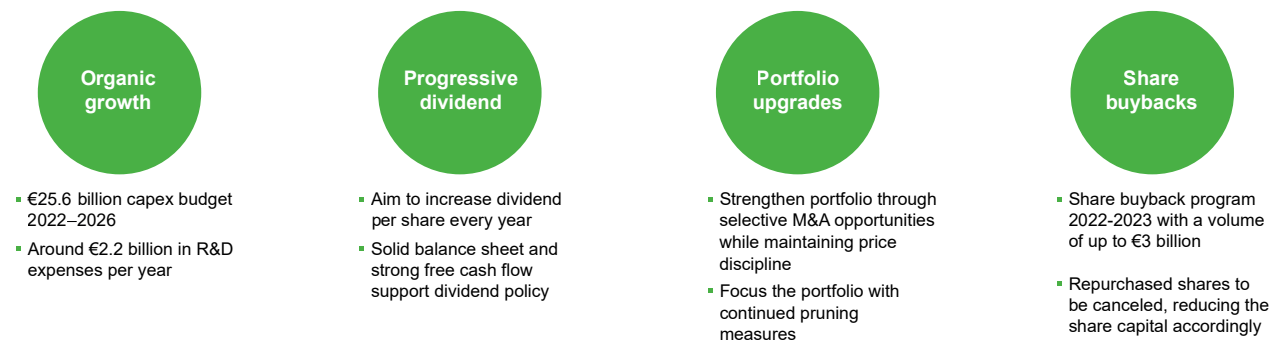 Organic
growth
▪ €25.6 billion capex budget
2022–2026
▪ Around €2.2 billion in R&D
expenses per year
Progressive
dividend
▪ Aim to increase dividend
per share every year
▪ Solid balance sheet and
strong free cash flow
support dividend policy
Portfolio
upgrades
▪ Strengthen portfolio through
selective M&A opportunities
while maintaining price
discipline
▪ Focus the portfolio with
continued pruning
measures
Share
buybacks
▪ Share buyback program
2022-2023 with a volume
of up to €3 billion
▪ Repurchased shares to
be canceled, reducing the
share capital accordingly